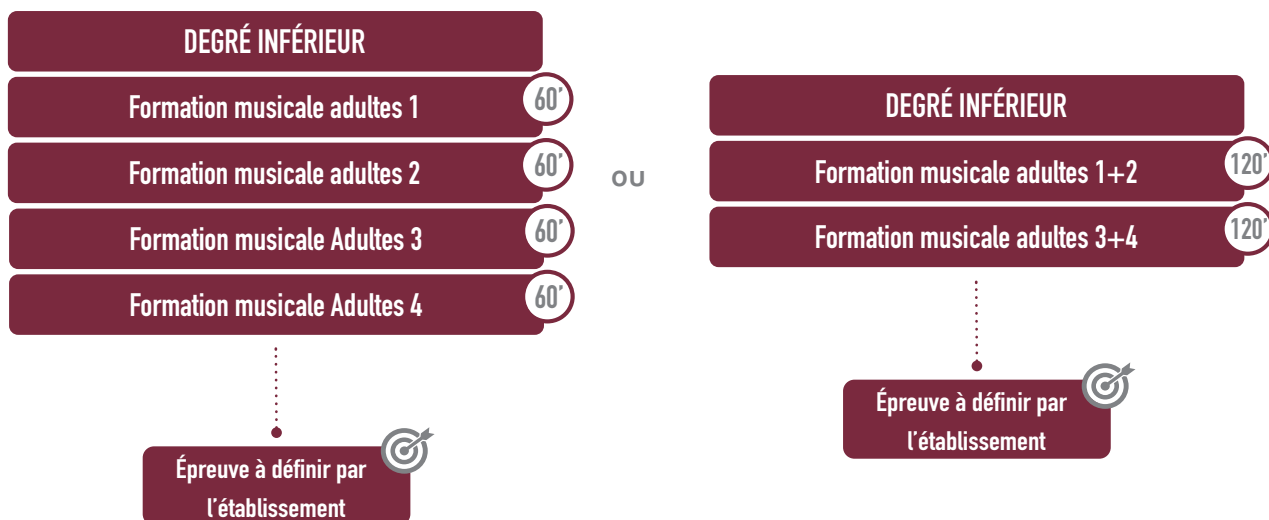 DEGRÉ INFÉRIEUR
Formation musicale adultes 1
60’
Formation musicale adultes 2
60’
Formation musicale Adultes 3
60’
Formation musicale Adultes 4
60’
Épreuve à définir par
l’établissement
ou
DEGRÉ INFÉRIEUR
Formation musicale adultes 1+2
120’
Formation musicale adultes 3+4
120’
Épreuve à définir par
l’établissement